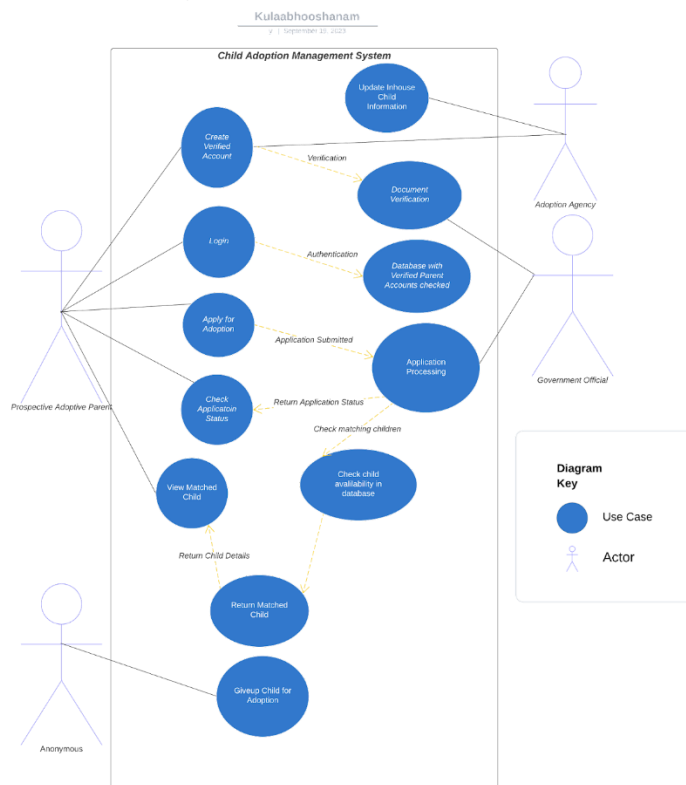 Kulaabhooshanam
y | September 15, 2023
Child Adoption Management System
Update Inhouse
Child
Information
Create
Verified
Account
Verification
Document
Verification
Adoption Agency
Login
Authentication
Database with
Verified Parent
Accounts checked
Apply for
Adoption
Application Submitted
Application
Processing
Government Official
Prospective Adoptive Parent
Check
Applicatoin
Status
Return Application Status
Check matching children
View Matched
Child
Check child
avalilability in
database
Diagram
Key
Use Case
Actor
Return Child Details
Return Matched
Child
Giveup Child for
Adoption
Anonymous